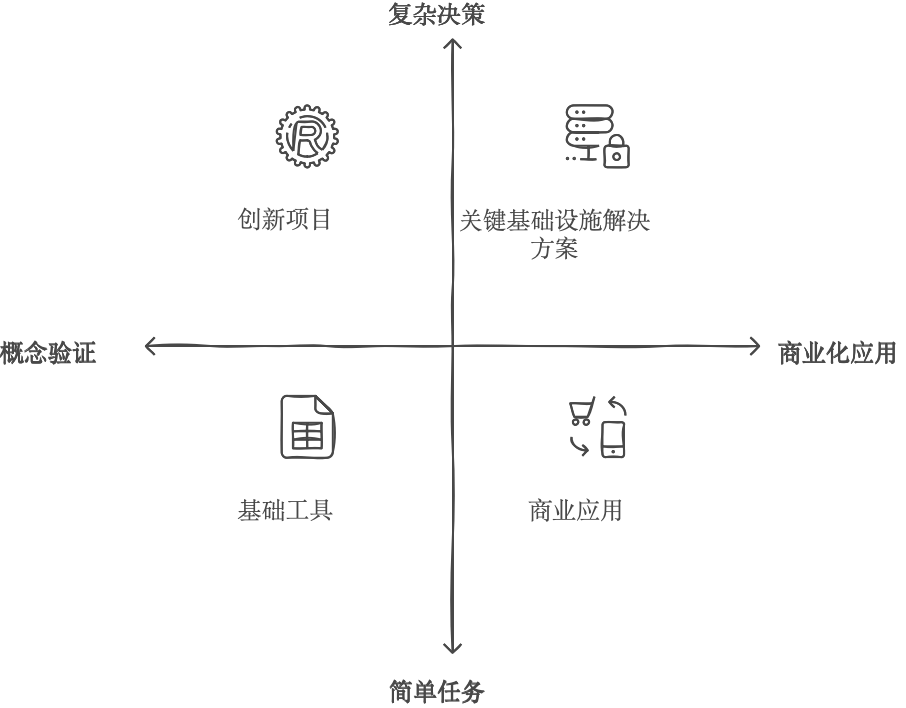 复杂决策
创新项目
关键基础设施解决
方案
概念验证
商业化应用
基础工具
商业应用
简单任务